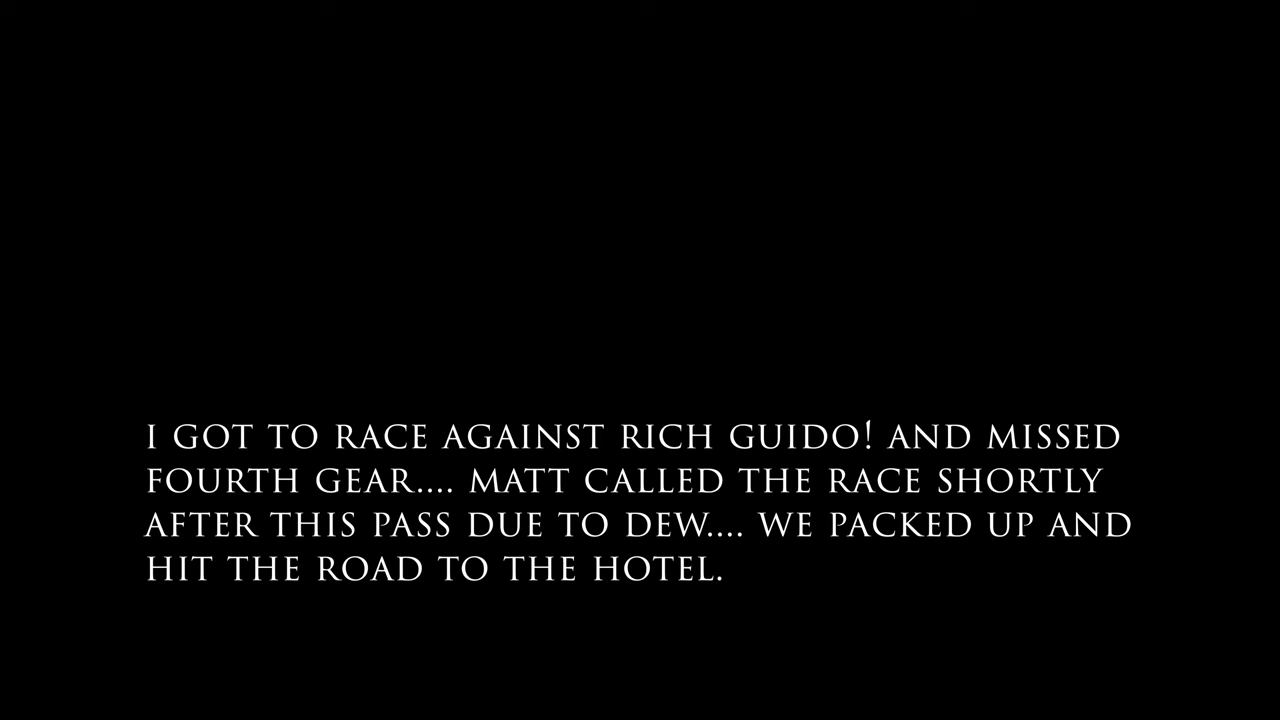 I GOT TO RACE AGAINST RICH GUIDO! AND MISSED
FOURTH GEAR.... MATT CALLED THE RACE SHORTLY
AFTER THIS PASS DUE TO DEW.... WE PACKED UP AND
HIT THE ROAD TO THE HOTEL.